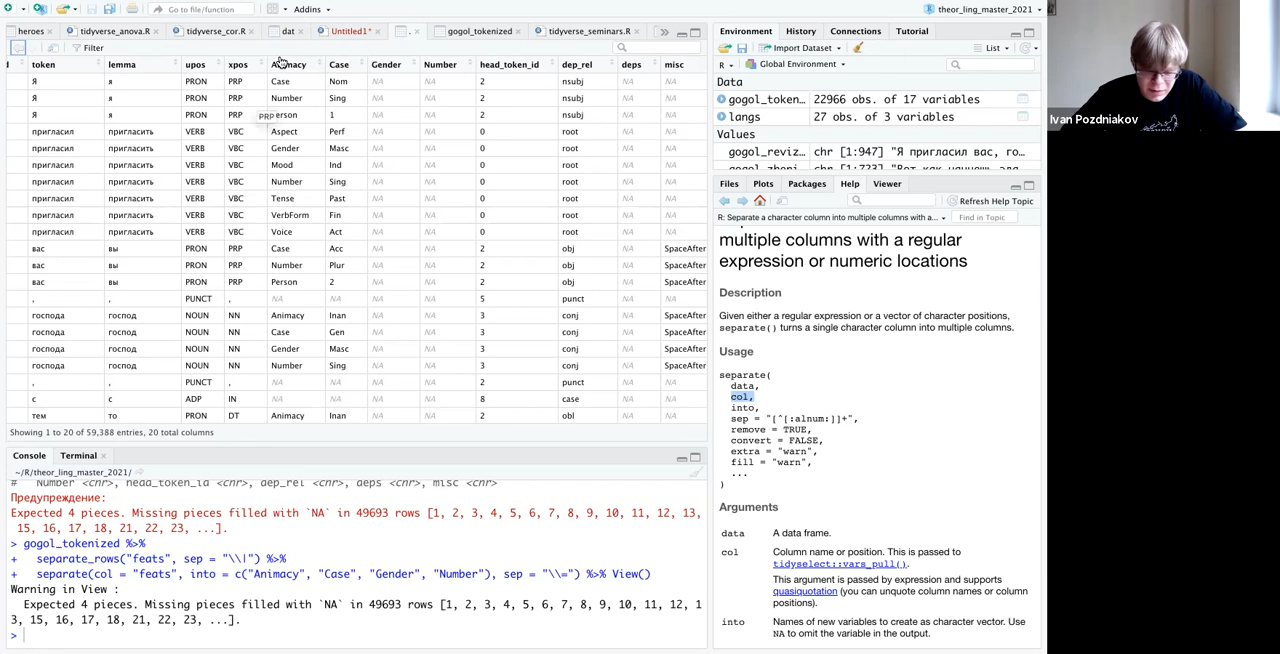 Go to file/function
Addins
theor_ling_master_2021
heroes
tidyverse_anova.R
tidyverse_cor.R
dat
Untitled1*
.
gogol_tokenized
tidyverse_seminars.R
Filter
token lemma upos xpos Animacy Case Gender Number head_token_id dep_rel deps misc
Я я PRON PRP Case Nom NA NA 2 nsubj NA NA
Я я PRON PRP Number Sing NA NA 2 nsubj NA NA
Я я PRON PRP Person 1 NA NA 2 nsubj NA NA
PRP
пригласил пригласить VERB VBC Aspect Perf NA NA 0 root NA NA
пригласил пригласить VERB VBC Gender Masc NA NA 0 root NA NA
пригласил пригласить VERB VBC Mood Ind NA NA 0 root NA NA
пригласил пригласить VERB VBC Number Sing NA NA 0 root NA NA
пригласил пригласить VERB VBC Tense Past NA NA 0 root NA NA
пригласил пригласить VERB VBC VerbForm Fin NA NA 0 root NA NA
пригласил пригласить VERB VBC Voice Act NA NA 0 root NA NA
вас вы PRON PRP Case Acc NA NA 2 obj NA SpaceAfter
вас вы PRON PRP Number Plur NA NA 2 obj NA SpaceAfter
вас вы PRON PRP Person 2 NA NA 2 obj NA SpaceAfter
, , PUNCT , NA NA NA NA 5 punct NA NA
господа господ NOUN NN Animacy Inan NA NA 3 conj NA SpaceAfter
господа господ NOUN NN Case Gen NA NA 3 conj NA SpaceAfter
господа господ NOUN NN Gender Masc NA NA 3 conj NA SpaceAfter
господа господ NOUN NN Number Sing NA NA 3 conj NA SpaceAfter
, , PUNCT , NA NA NA NA 2 punct NA NA
с с ADP IN NA NA NA NA 8 case NA NA
тем то PRON DT Animacy Inan NA NA 2 obl NA NA
Showing 1 to 20 of 59,388 entries, 20 total columns
Console Terminal
~/R/theor_ling_master_2021/
# Number <chr>, head_token_id <chr>, dep_rel <chr>, deps <chr>, misc <chr>
Предупреждение:
Expected 4 pieces. Missing pieces filled with `NA` in 49693 rows [1, 2, 3, 4, 5, 6, 7, 8, 9, 10, 11, 12, 13,
15, 16, 17, 18, 21, 22, 23, ...].
> gogol_tokenized %>%
+ separate_rows("feats", sep = "\\|") %>%
+ separate(col = "feats", into = c("Animacy", "Case", "Gender", "Number"), sep = "\\=") %>% View()
Warning in View :
Expected 4 pieces. Missing pieces filled with `NA` in 49693 rows [1, 2, 3, 4, 5, 6, 7, 8, 9, 10, 11, 12, 1
3, 15, 16, 17, 18, 21, 22, 23, ...].
>
Environment History Connections Tutorial
Import Dataset
List
R Global Environment
Data
gogol_token… 22966 obs. of 17 variables
langs 27 obs. of 3 variables
Values
gogol_reviz… chr [1:947] "Я пригласил вас, го…
Files Plots Packages Help Viewer
Refresh Help Topic
R: Separate a character column into multiple columns with a...
Find in Topic
multiple columns with a regular
expression or numeric locations
Description
Given either a regular expression or a vector of character positions,
separate() turns a single character column into multiple columns.
Usage
separate(
data,
col,
into,
sep = "[^[:alnum:]]+",
remove = TRUE,
convert = FALSE,
extra = "warn",
fill = "warn",
...
)
Arguments
data A data frame.
col Column name or position. This is passed to
tidyselect::vars_pull().
This argument is passed by expression and supports
quasiquotation (you can unquote column names or column
positions).
into Names of new variables to create as character vector. Use
NA to omit the variable in the output.
Ivan Pozdniakov